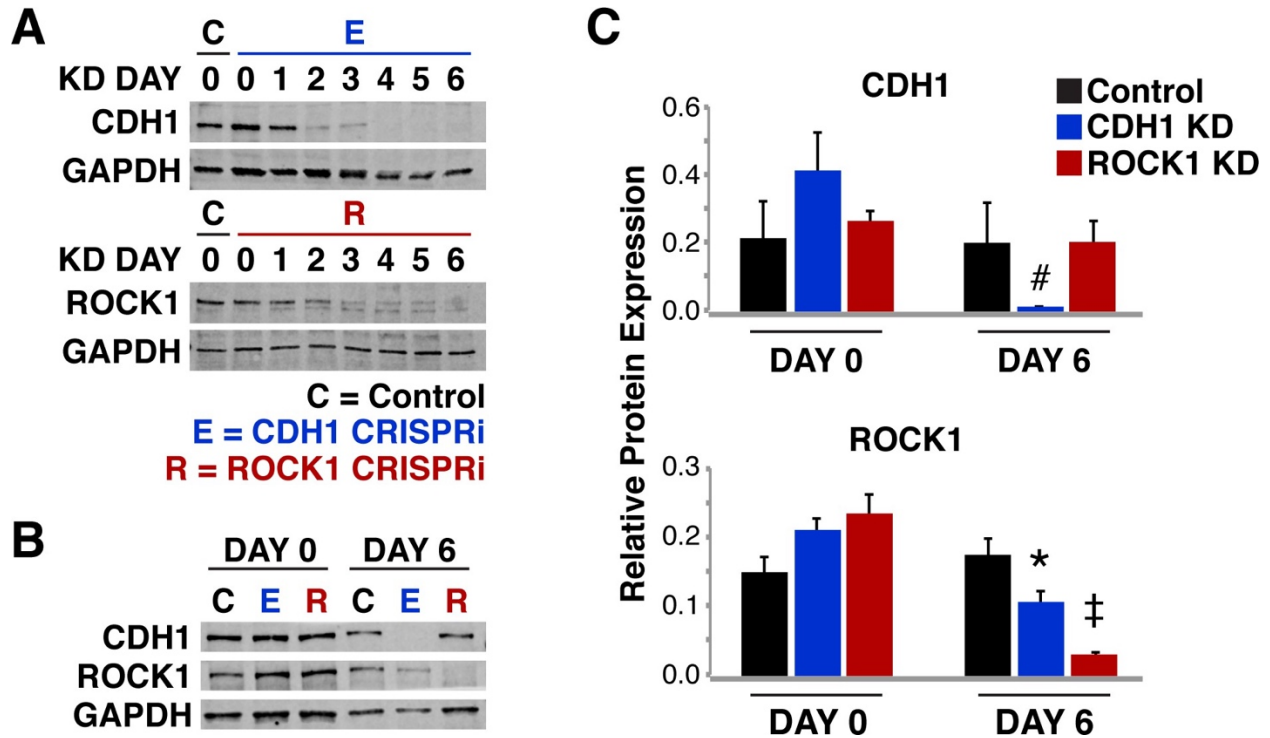 A
C E
KD DAY 0 0 1 2 3 4 5 6
CDH1
GAPDH
C R
KD DAY 0 0 1 2 3 4 5 6
ROCK1
GAPDH
C = Control
E = CDH1 CRISPRi
R = ROCK1 CRISPRi
B
DAY 0 DAY 6
C E R C E R
CDH1
ROCK1
GAPDH
C
Relative Protein Expression
CDH1
Control
CDH1 KD
ROCK1 KD
0.6
0.4
0.2
0.0
#
DAY 0 DAY 6
ROCK1
0.3
0.2
0.1
0.0
*
‡
DAY 0 DAY 6